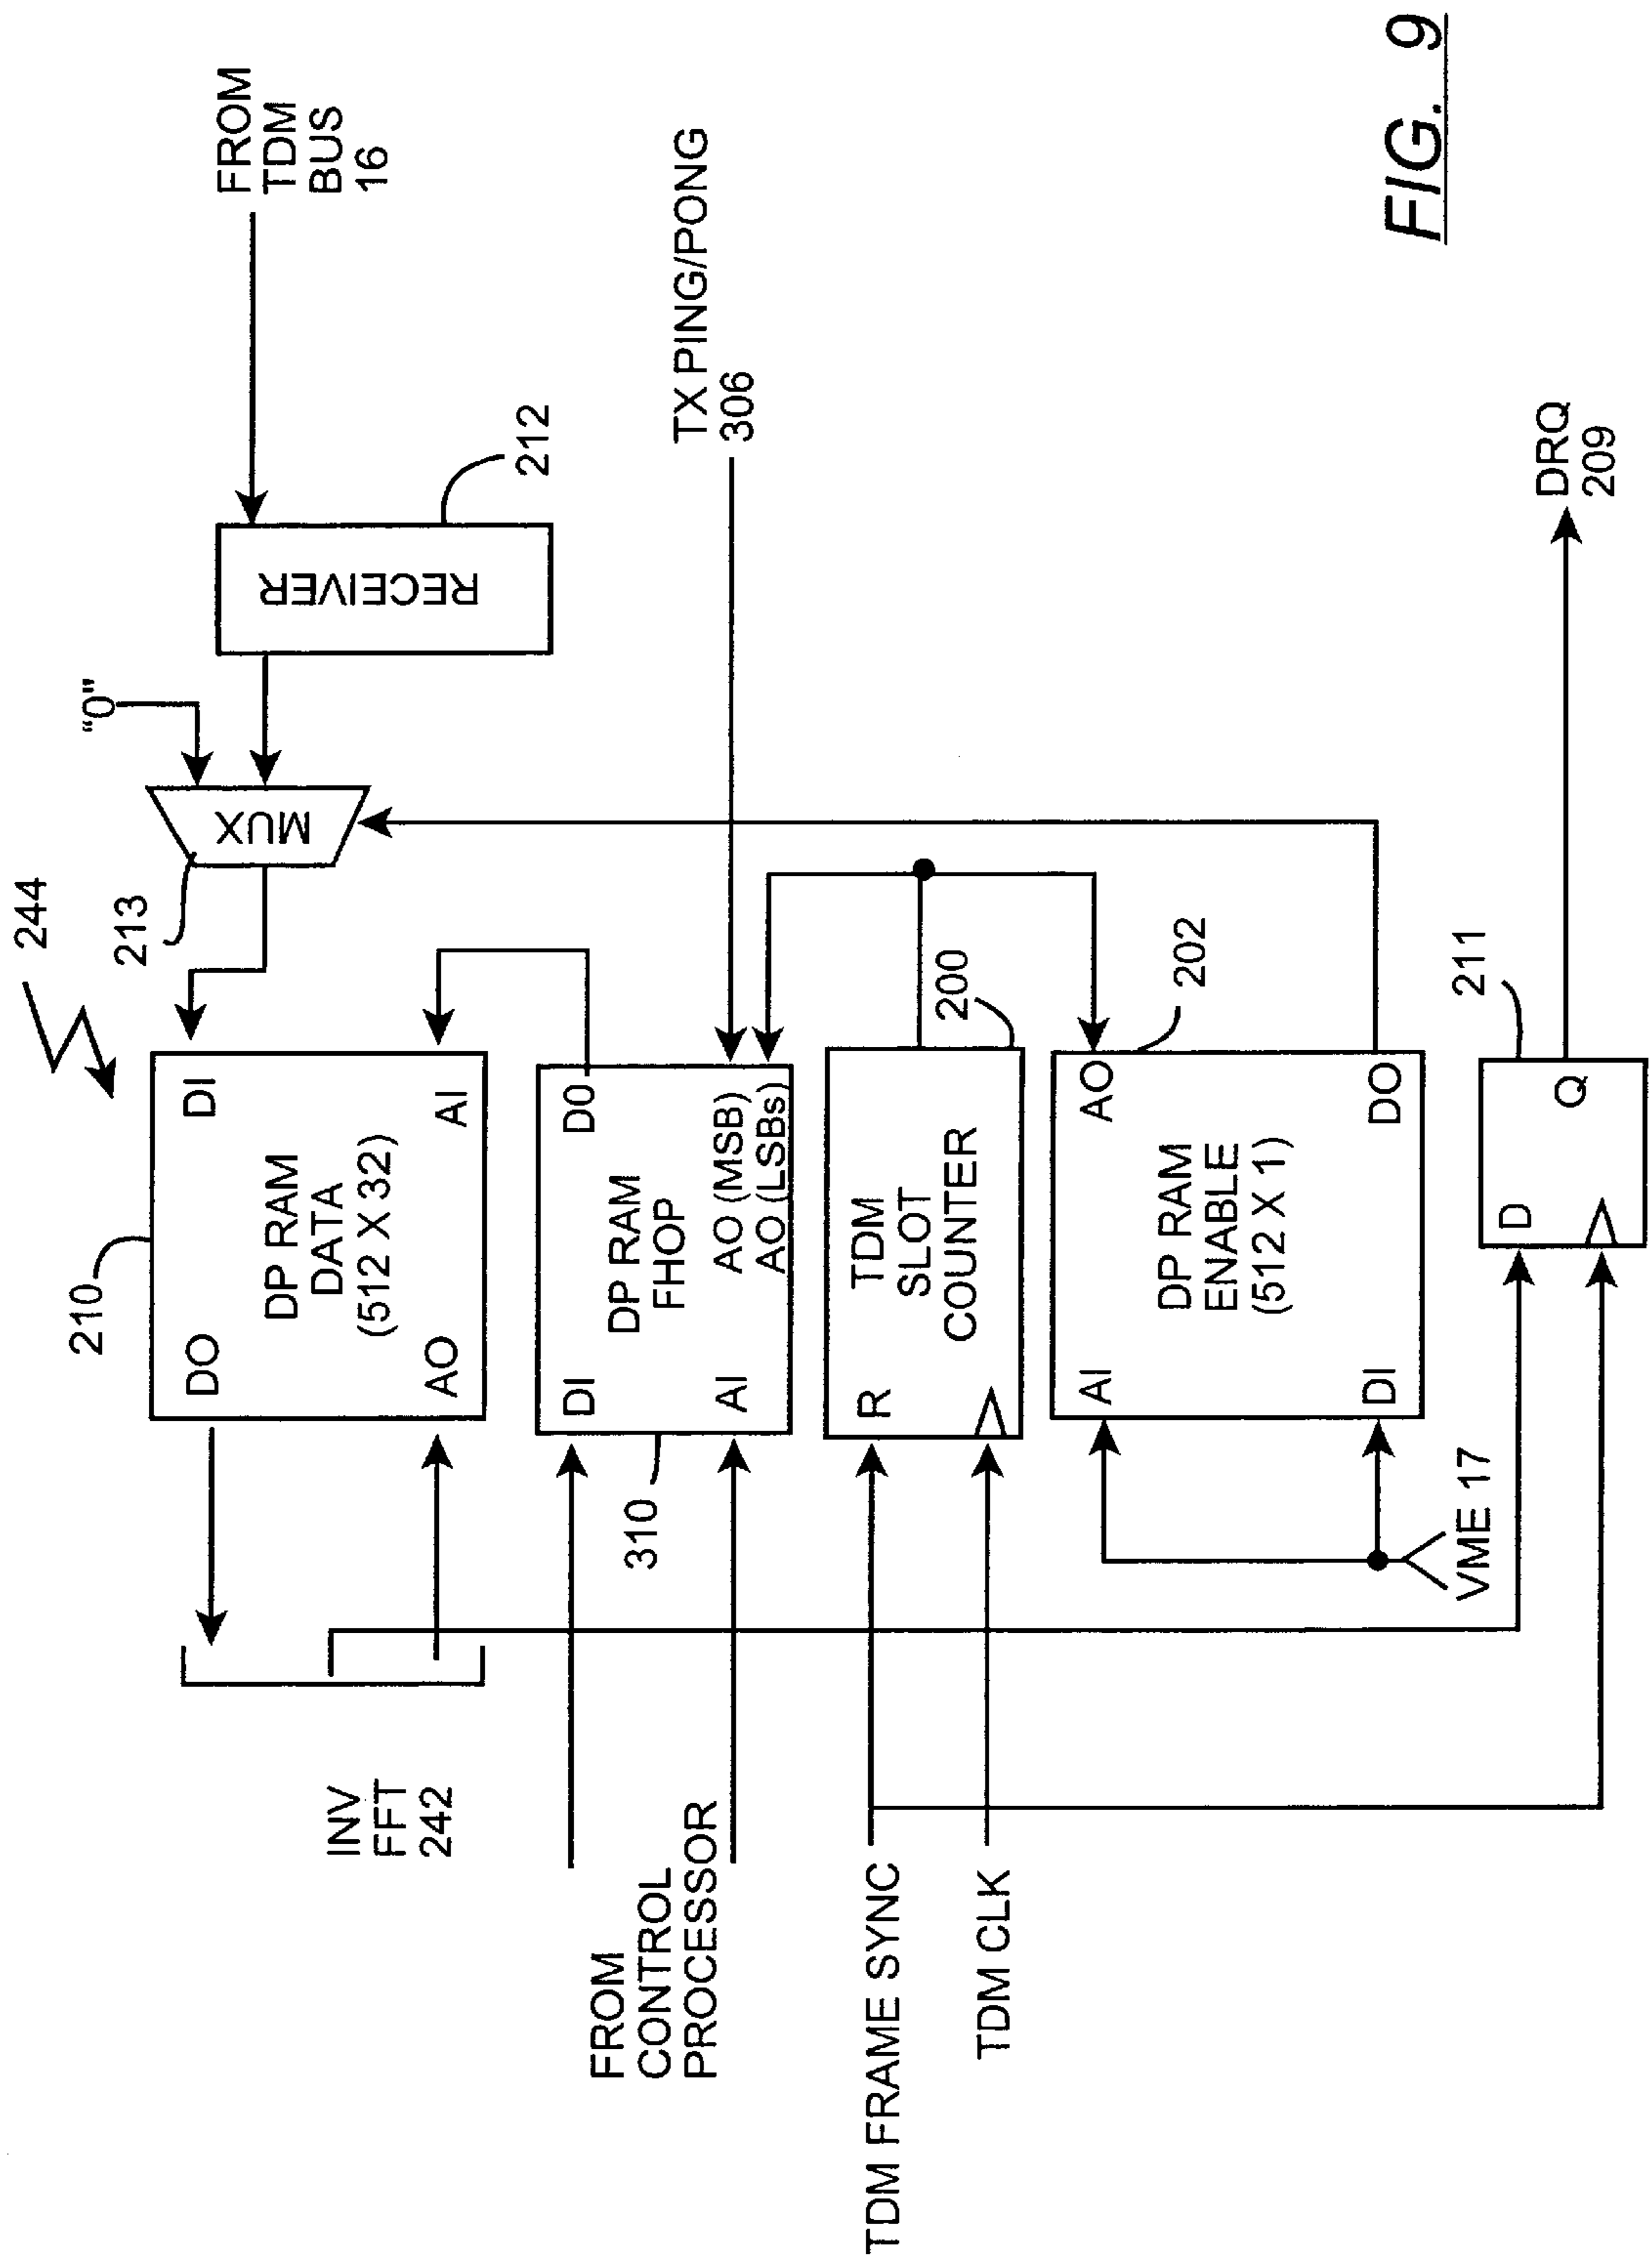 244
FROM
TDM
BUS
16
"0"
213
MUX
RECEIVER
212
210
DO
DP RAM
DATA
(512 X 32)
DI
AO
AI
INV
FFT
242
TX PING/PONG
306
FROM
CONTROL
PROCESSOR
310
DI
DP RAM
FHOP
D0
AI
AO (MSB)
AO (LSBs)
TDM FRAME SYNC
TDM CLK
R
TDM
SLOT
COUNTER
200
202
AI
DP RAM
ENABLE
(512 X 1)
AO
DI
DO
VME 17
211
D
Q
DRQ
209
FIG. 9